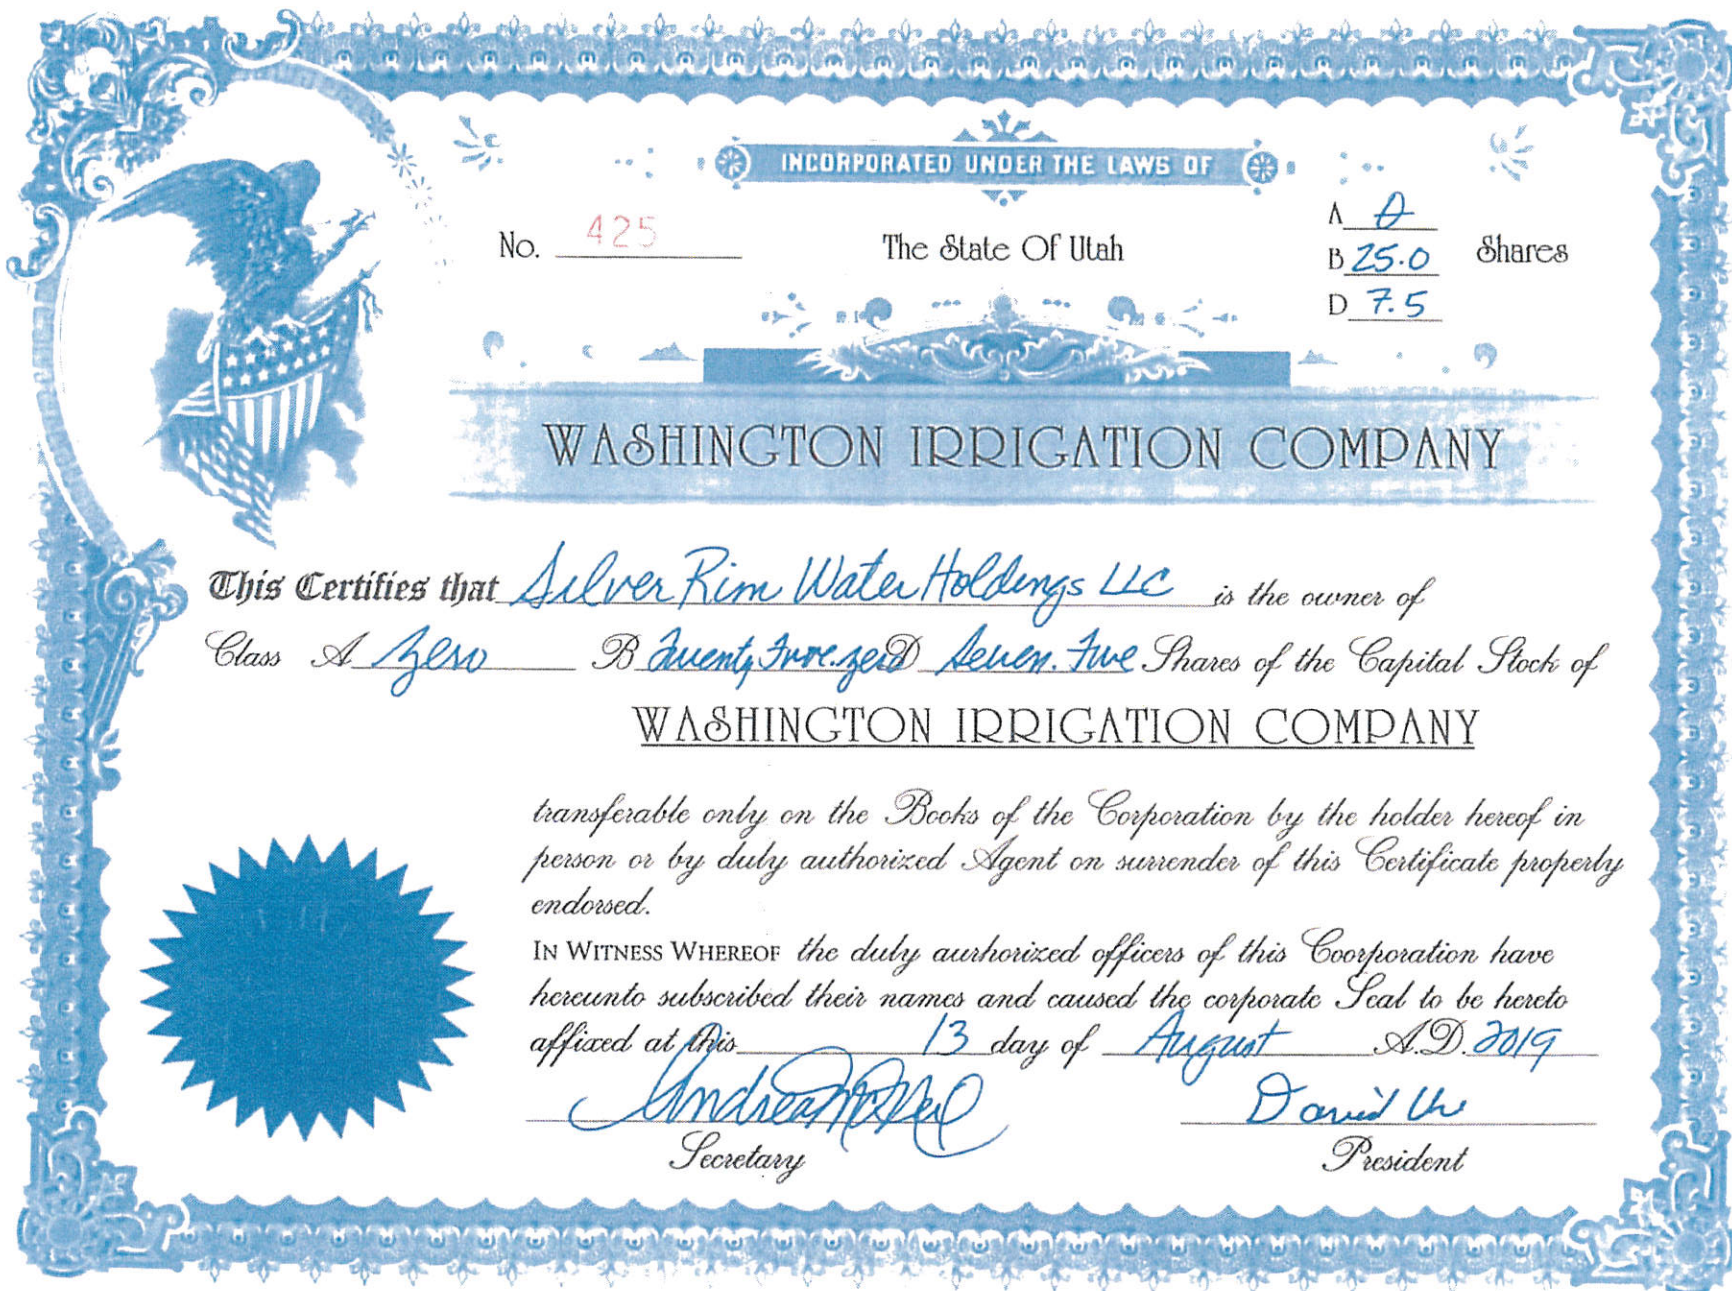 INCORPORATED UNDER THE LAWS OF
No. 425
The State Of Utah
A 0
B 25.0 Shares
D 7.5
WASHINGTON IRRIGATION COMPANY
This Certifies that Silver Rim Water Holdings LLC is the owner of
Class A Zero B Twenty Five.zero D Seven.Five Shares of the Capital Stock of
WASHINGTON IRRIGATION COMPANY
transferable only on the Books of the Corporation by the holder hereof in
person or by duly authorized Agent on surrender of this Certificate properly
endorsed.
IN WITNESS WHEREOF the duly aurhorized officers of this Coorporation have
hereunto subscribed their names and caused the corporate Seal to be hereto
affixed at this 13 day of August A.D. 2019
Andrea McNeil David
Secretary President